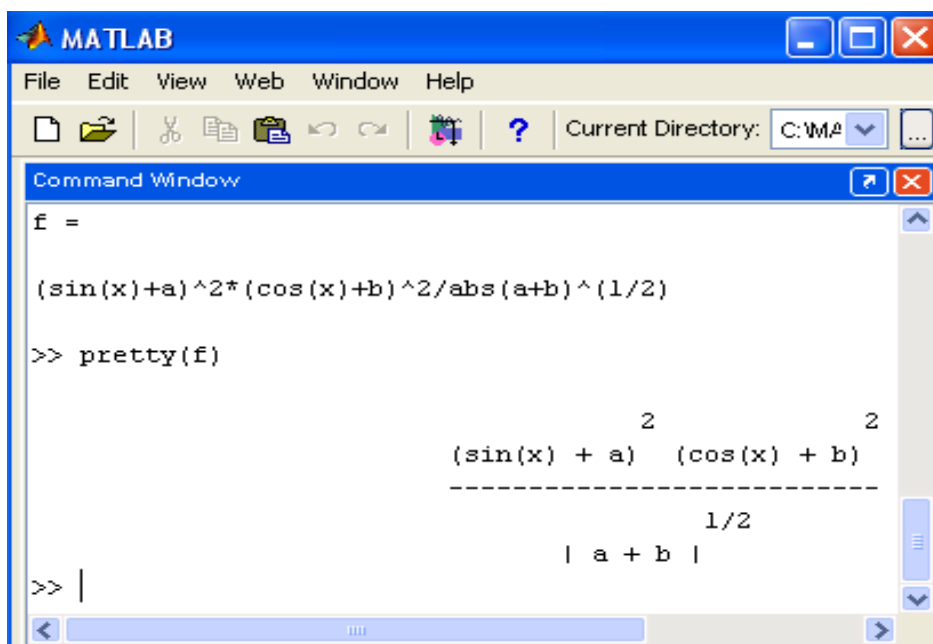 MATLAB
File Edit View Web Window Help
? Current Directory: C:\MA ...
Command Window
f =
(sin(x)+a)^2*(cos(x)+b)^2/abs(a+b)^(1/2)
>> pretty(f)
2 2
(sin(x) + a) (cos(x) + b)
---------------------------
1/2
| a + b |
>>